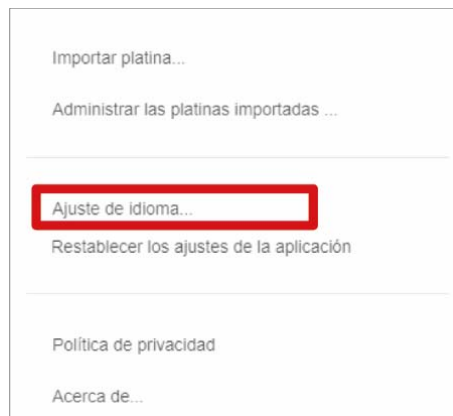 Importar platina...
Administrar las platinas importadas ...
Ajuste de idioma...
Restablecer los ajustes de la aplicación
Política de privacidad
Acerca de...